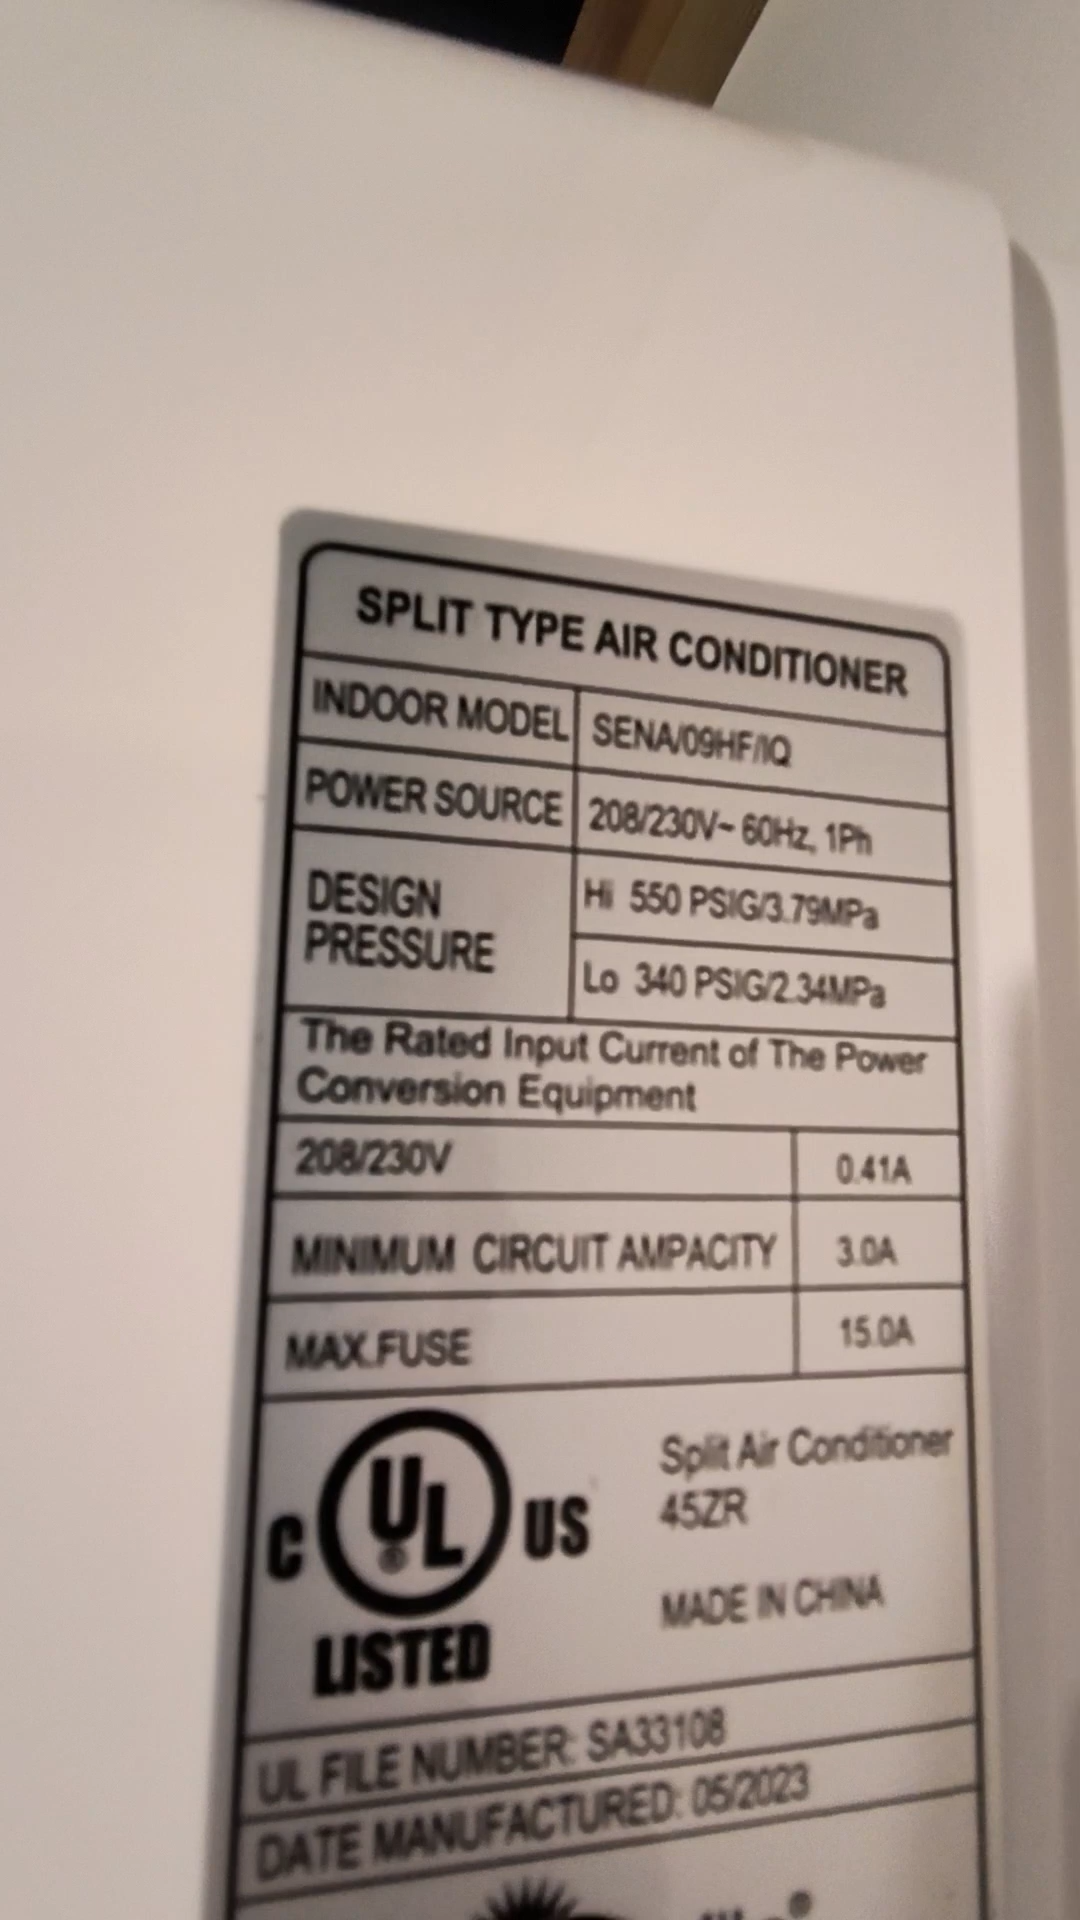 SPLIT TYPE AIR CONDITIONER
INDOOR MODEL SENA/09HF/IQ
POWER SOURCE 208/230V~ 60Hz, 1Ph
DESIGN PRESSURE
Hi 550 PSIG/3.79MPa
Lo 340 PSIG/2.34MPa
The Rated Input Current of The Power
Conversion Equipment
208/230V 0.41A
MINIMUM CIRCUIT AMPACITY 3.0A
MAX.FUSE 15.0A
C UL® US
LISTED
Split Air Conditioner
45ZR
MADE IN CHINA
UL FILE NUMBER: SA33108
DATE MANUFACTURED: 05/2023